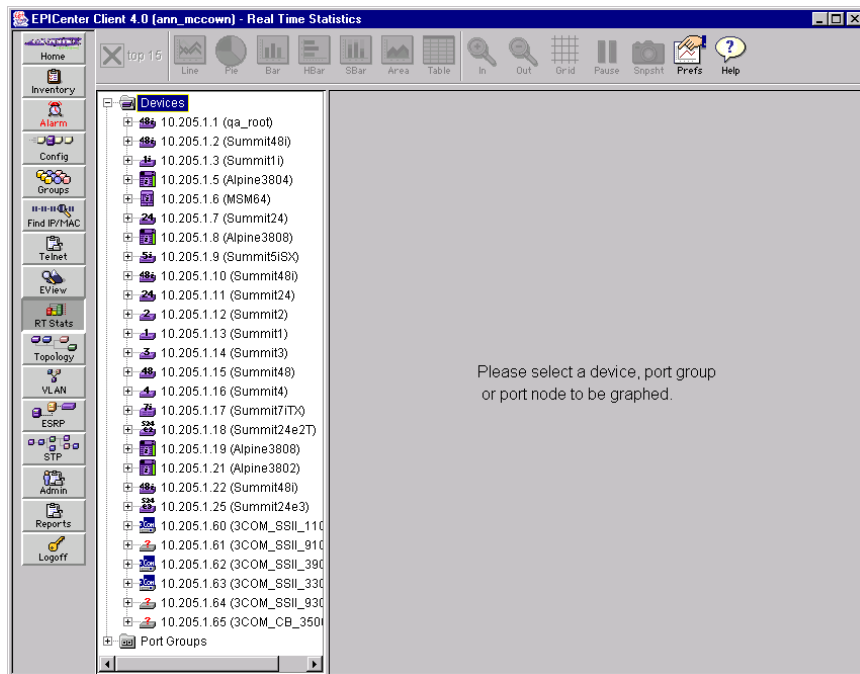 EPICenter Client 4.0 (ann_mccown) - Real Time Statistics
Home
Inventory
Alarm
Config
Groups
Find IP/MAC
Telnet
EView
RT Stats
Topology
VLAN
ESRP
STP
Admin
Reports
Logoff
top 15
Line
Pie
Bar
HBar
SBar
Area
Table
In
Out
Grid
Pause
Snpsht
Prefs
Help
Devices
10.205.1.1 (qa_root)
10.205.1.2 (Summit48i)
10.205.1.3 (Summit1i)
10.205.1.5 (Alpine3804)
10.205.1.6 (MSM64)
10.205.1.7 (Summit24)
10.205.1.8 (Alpine3808)
10.205.1.9 (Summit5iSX)
10.205.1.10 (Summit48i)
10.205.1.11 (Summit24)
10.205.1.12 (Summit2)
10.205.1.13 (Summit1)
10.205.1.14 (Summit3)
10.205.1.15 (Summit48)
10.205.1.16 (Summit4)
10.205.1.17 (Summit7iTX)
10.205.1.18 (Summit24e2T)
10.205.1.19 (Alpine3808)
10.205.1.21 (Alpine3802)
10.205.1.22 (Summit48i)
10.205.1.25 (Summit24e3)
10.205.1.60 (3COM_SSII_110
10.205.1.61 (3COM_SSII_910
10.205.1.62 (3COM_SSII_390
10.205.1.63 (3COM_SSII_330
10.205.1.64 (3COM_SSII_930
10.205.1.65 (3COM_CB_350
Port Groups
Please select a device, port group
or port node to be graphed.